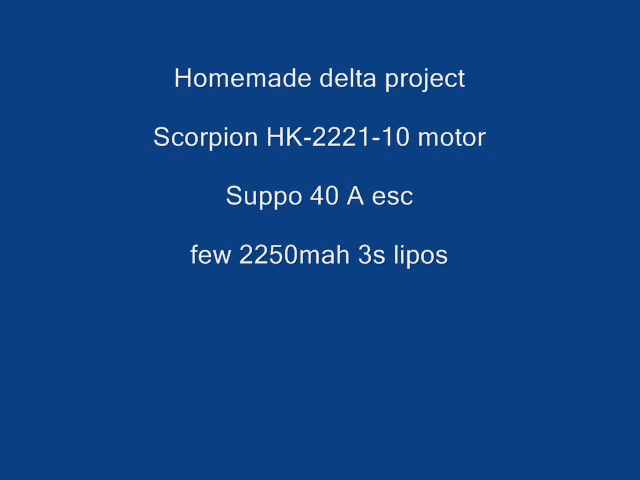 Homemade delta project
Scorpion HK-2221-10 motor
Suppo 40 A esc
few 2250mah 3s lipos